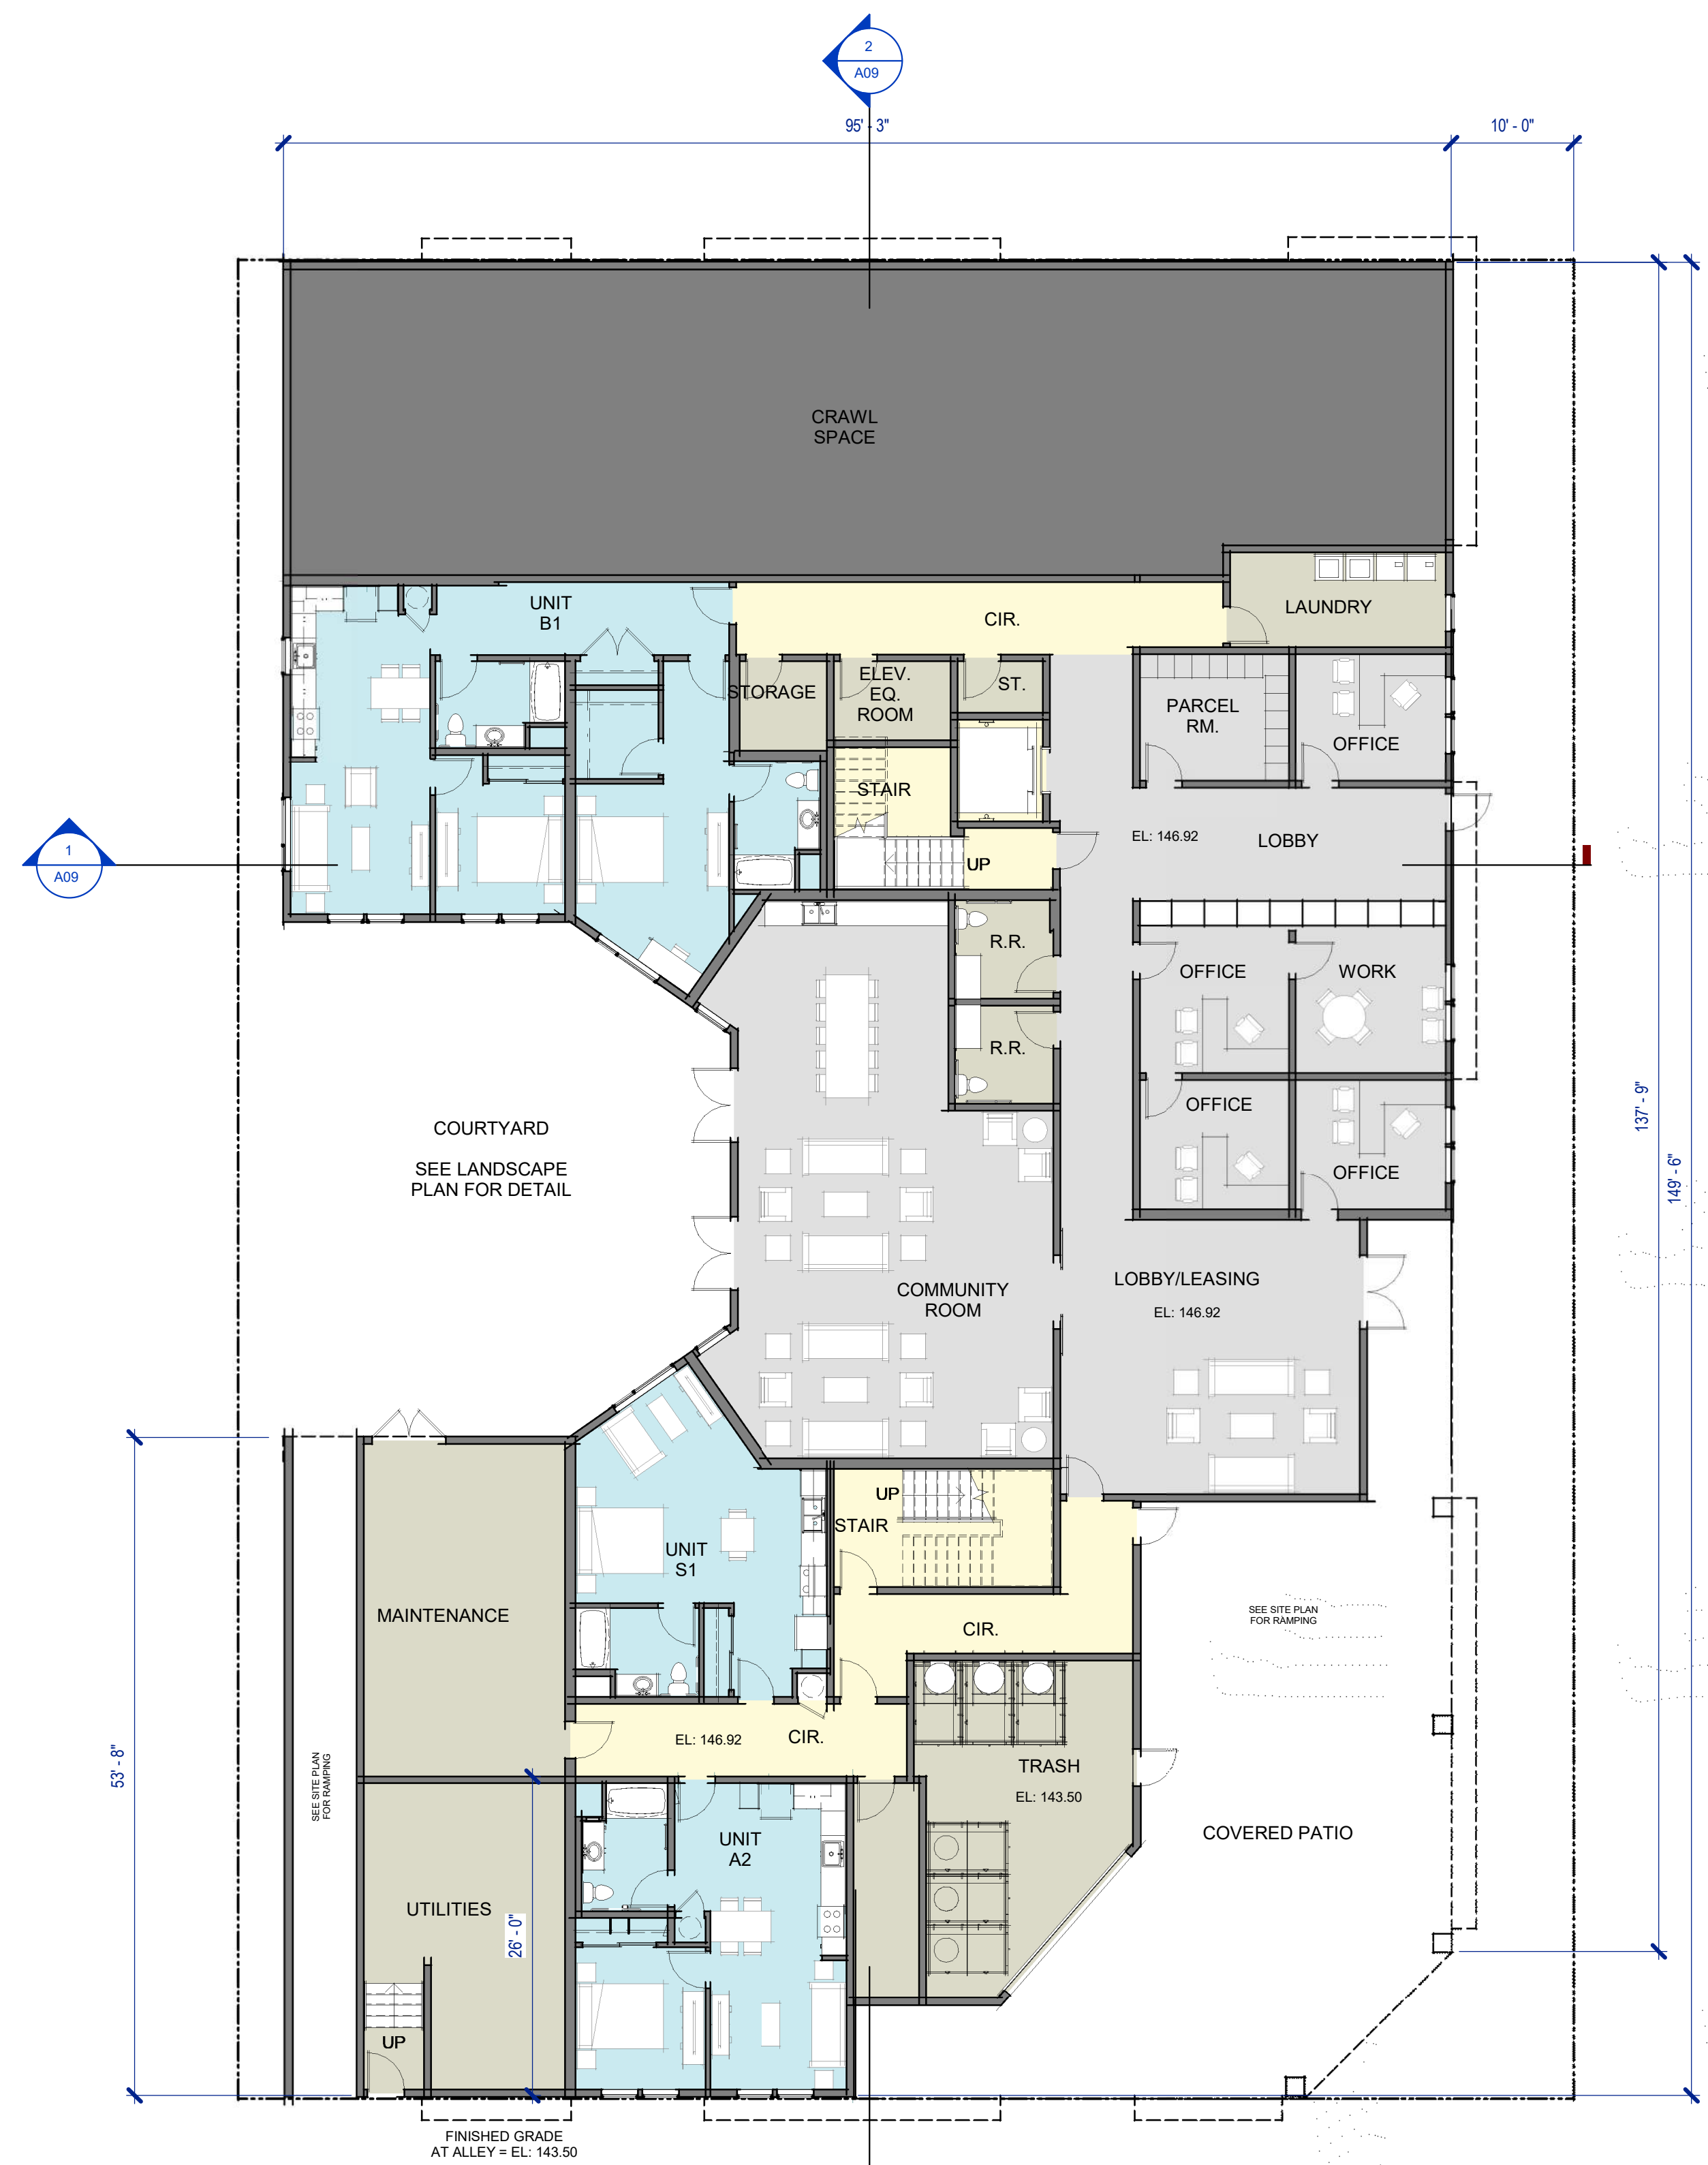 2
A09
95' - 3"
10' - 0"
CRAWL
SPACE
UNIT
B1
CIR.
LAUNDRY
STORAGE
ELEV.
EQ.
ROOM
ST.
PARCEL
RM.
OFFICE
STAIR
UP
EL: 146.92
LOBBY
1
A09
R.R.
OFFICE
WORK
R.R.
OFFICE
OFFICE
COURTYARD
SEE LANDSCAPE
PLAN FOR DETAIL
137' - 9"
149' - 6"
COMMUNITY
ROOM
LOBBY/LEASING
EL: 146.92
UP
STAIR
UNIT
S1
MAINTENANCE
CIR.
SEE SITE PLAN
FOR RAMPING
EL: 146.92
CIR.
TRASH
EL: 143.50
53' - 8"
SEE SITE PLAN
FOR RAMPING
UNIT
A2
COVERED PATIO
UTILITIES
26' - 0"
UP
FINISHED GRADE
AT ALLEY = EL: 143.50